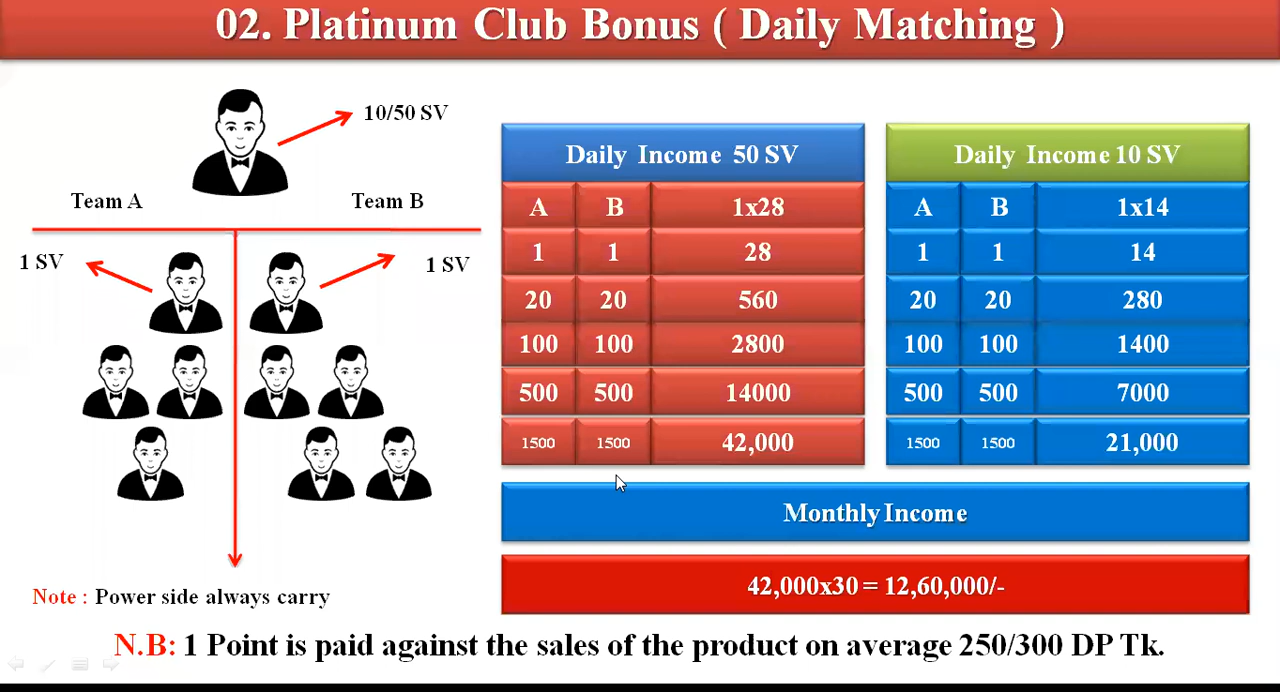 02. Platinum Club Bonus ( Daily Matching )
10/50 SV
Team A Team B
1 SV 1 SV
Note : Power side always carry
Daily Income 50 SV
A B 1x28
1 1 28
20 20 560
100 100 2800
500 500 14000
1500 1500 42,000
Daily Income 10 SV
A B 1x14
1 1 14
20 20 280
100 100 1400
500 500 7000
1500 1500 21,000
Monthly Income
42,000x30 = 12,60,000/-
N.B: 1 Point is paid against the sales of the product on average 250/300 DP Tk.